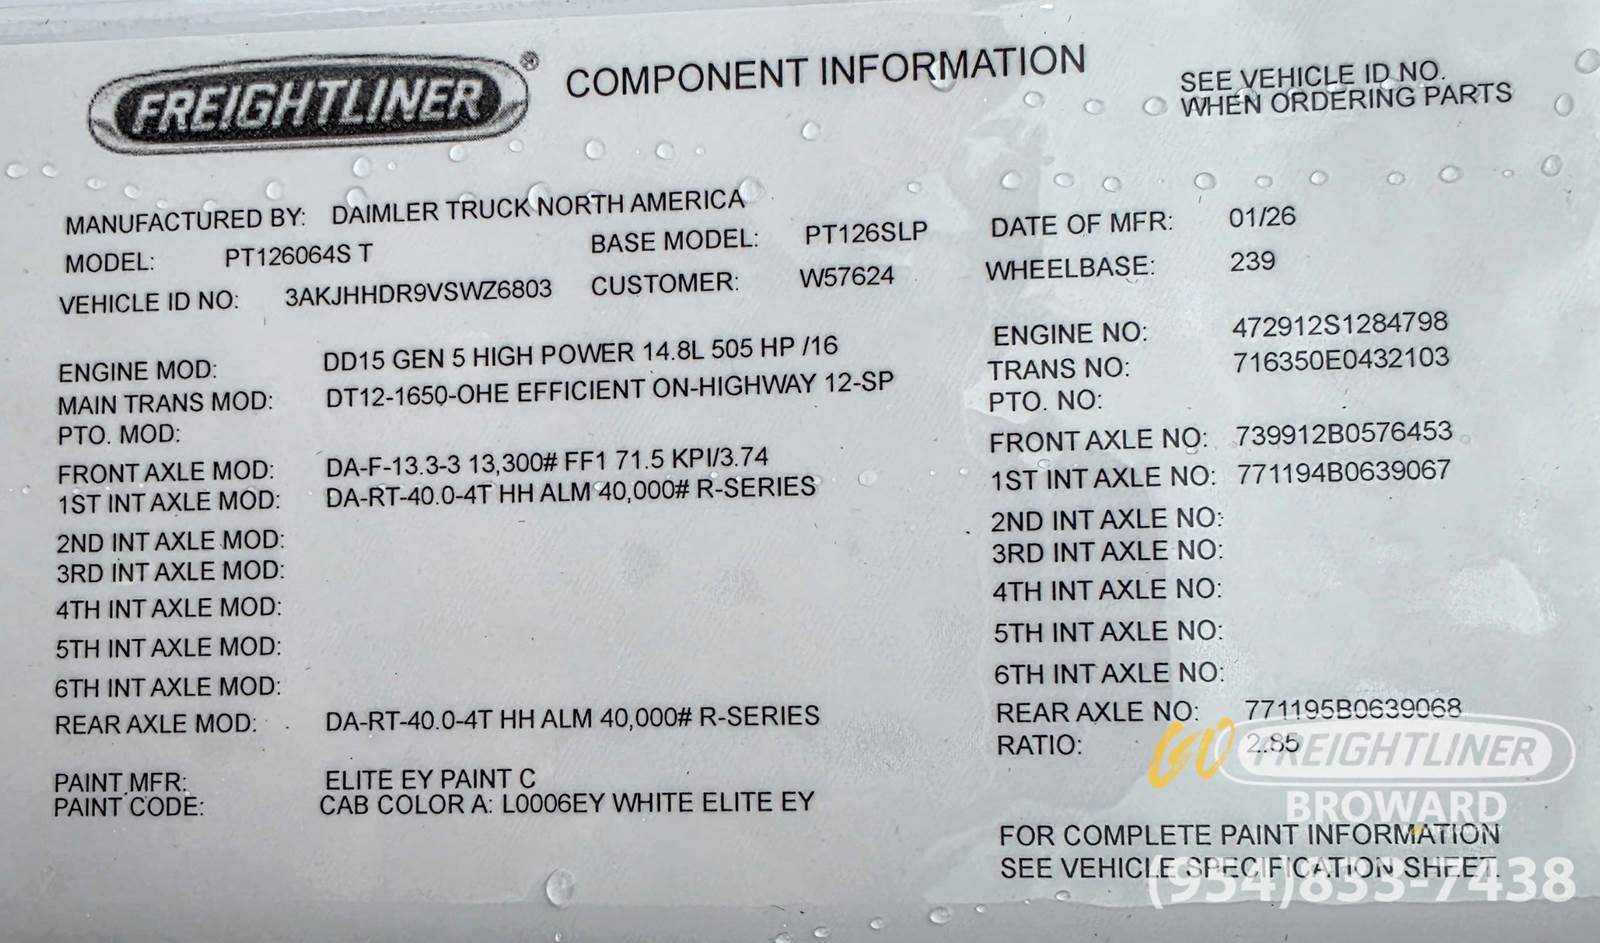 FREIGHTLINER® COMPONENT INFORMATION
SEE VEHICLE ID NO.
WHEN ORDERING PARTS
MANUFACTURED BY: DAIMLER TRUCK NORTH AMERICA DATE OF MFR: 01/26
MODEL: PT126064S T BASE MODEL: PT126SLP WHEELBASE: 239
VEHICLE ID NO: 3AKJHHDR9VSWZ6803 CUSTOMER: W57624
ENGINE MOD: DD15 GEN 5 HIGH POWER 14.8L 505 HP /16 ENGINE NO: 472912S1284798
MAIN TRANS MOD: DT12-1650-OHE EFFICIENT ON-HIGHWAY 12-SP TRANS NO: 716350E0432103
PTO. MOD: PTO. NO:
FRONT AXLE MOD: DA-F-13.3-3 13,300# FF1 71.5 KPI/3.74 FRONT AXLE NO: 739912B0576453
1ST INT AXLE MOD: DA-RT-40.0-4T HH ALM 40,000# R-SERIES 1ST INT AXLE NO: 771194B0639067
2ND INT AXLE MOD: 2ND INT AXLE NO:
3RD INT AXLE MOD: 3RD INT AXLE NO:
4TH INT AXLE MOD: 4TH INT AXLE NO:
5TH INT AXLE MOD: 5TH INT AXLE NO:
6TH INT AXLE MOD: 6TH INT AXLE NO:
REAR AXLE MOD: DA-RT-40.0-4T HH ALM 40,000# R-SERIES REAR AXLE NO: 771195B0639068
RATIO: 2.85
PAINT MFR: ELITE EY PAINT C
PAINT CODE: CAB COLOR A: L0006EY WHITE ELITE EY
FOR COMPLETE PAINT INFORMATION
SEE VEHICLE SPECIFICATION SHEET.
GO FREIGHTLINER
BROWARD
(954)833-7438